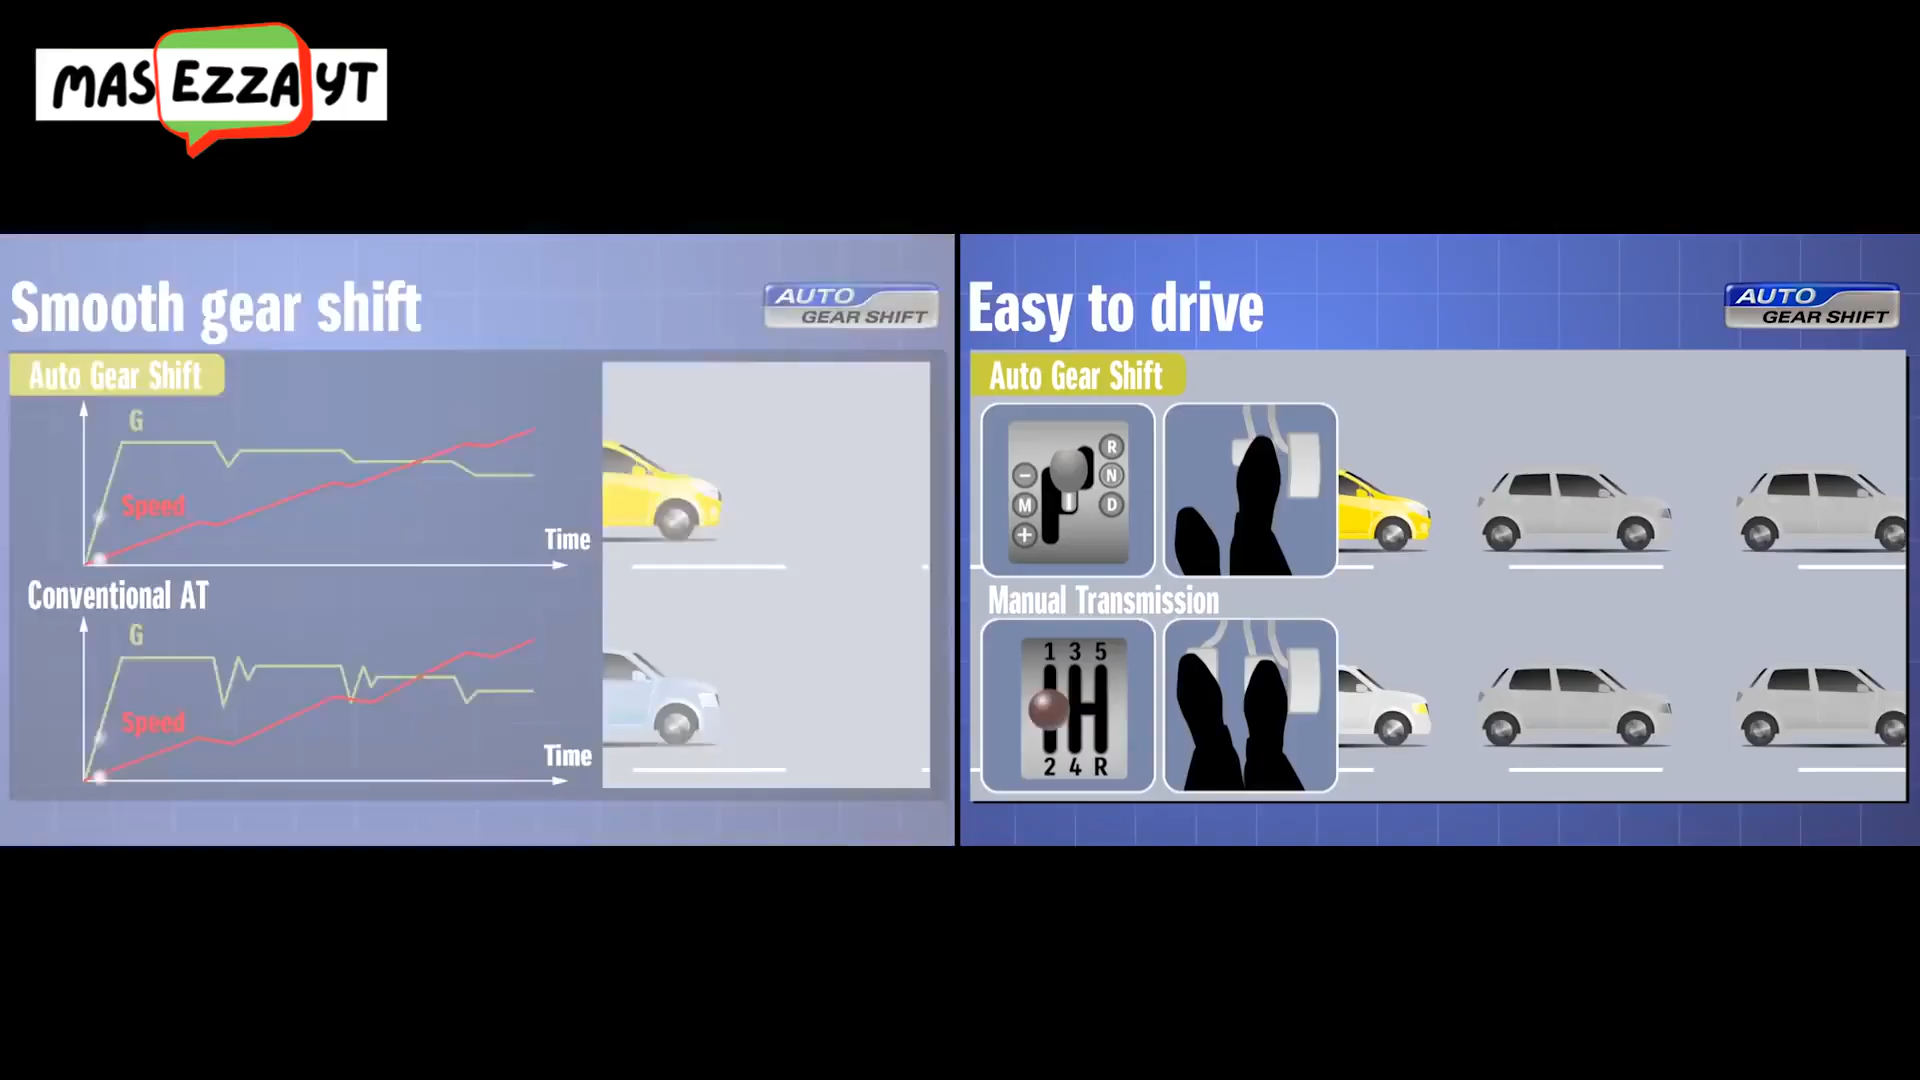 MAS EZZA YT
Smooth gear shift
AUTO
GEAR SHIFT
Auto Gear Shift
G
Speed
Time
Conventional AT
G
Speed
Time
Easy to drive
AUTO
GEAR SHIFT
Auto Gear Shift
R
− N
M D
+
Manual Transmission
1 3 5
2 4 R